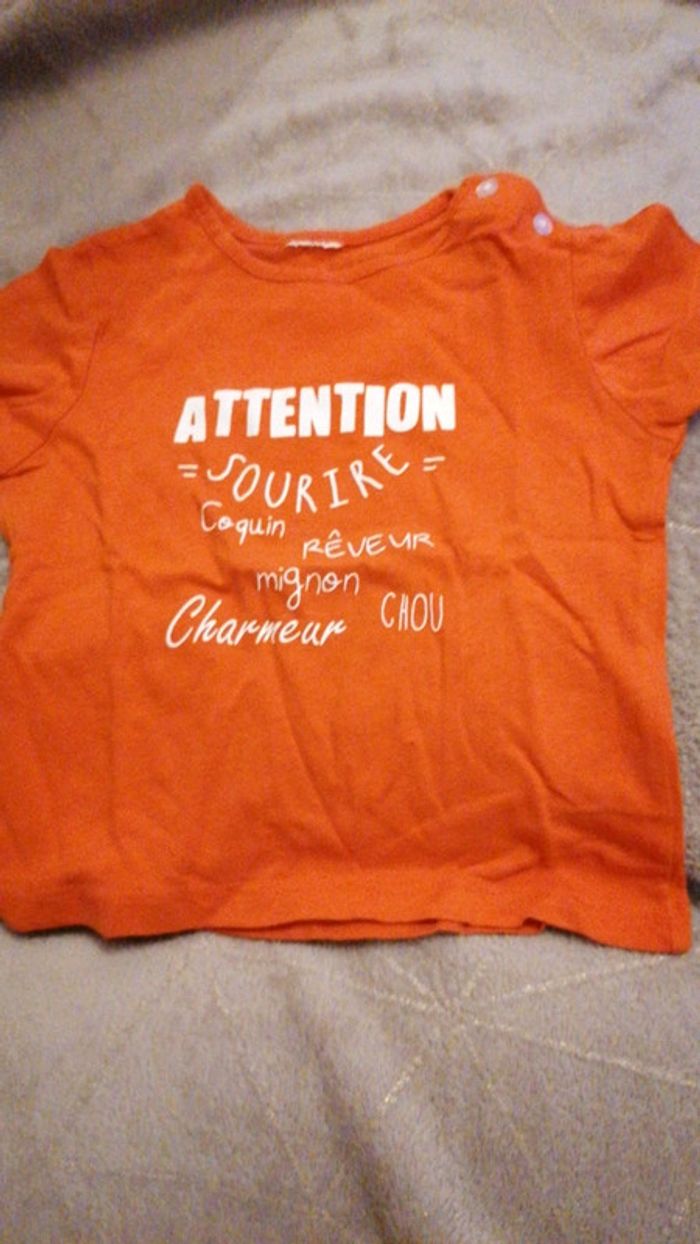 ATTENTION
= SOURIRE =
Coquin
RÊVEUR
mignon
Charmeur CHOU